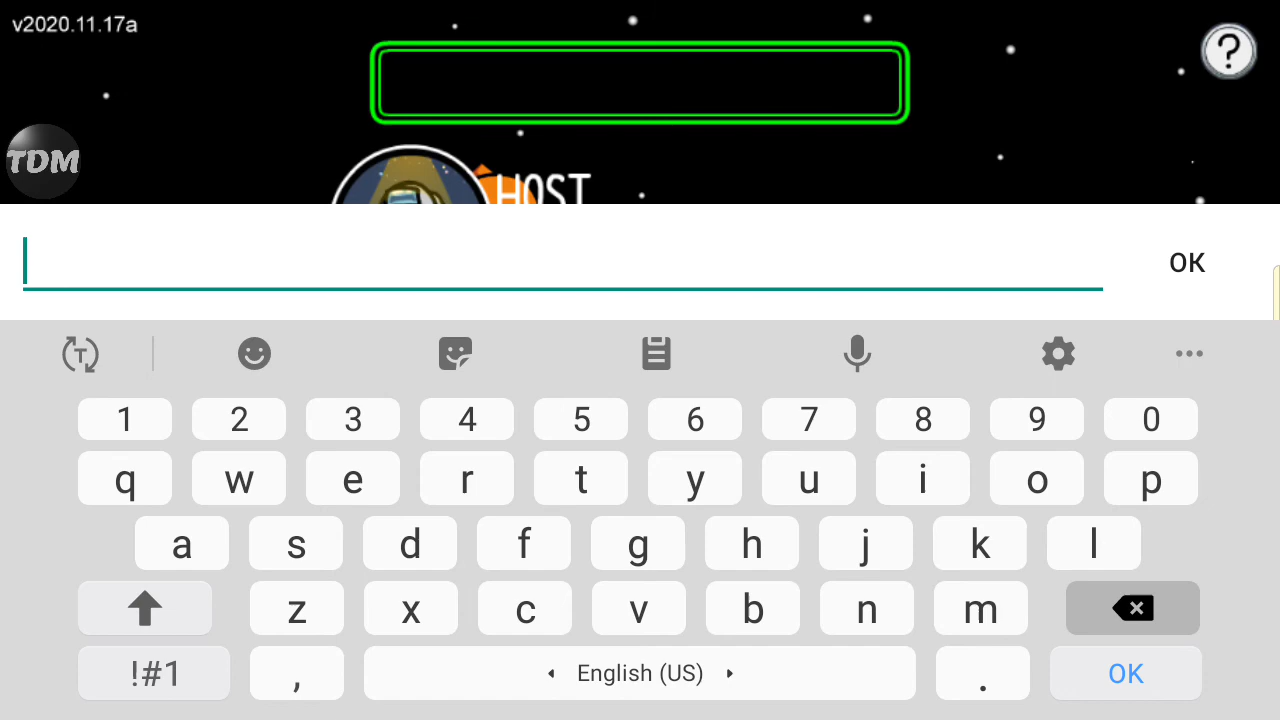 v2020.11.17a
?
TDM
HOST
OK
T
1 2 3 4 5 6 7 8 9 0
q w e r t y u i o p
a s d f g h j k l
z x c v b n m
!#1 , English (US) . OK